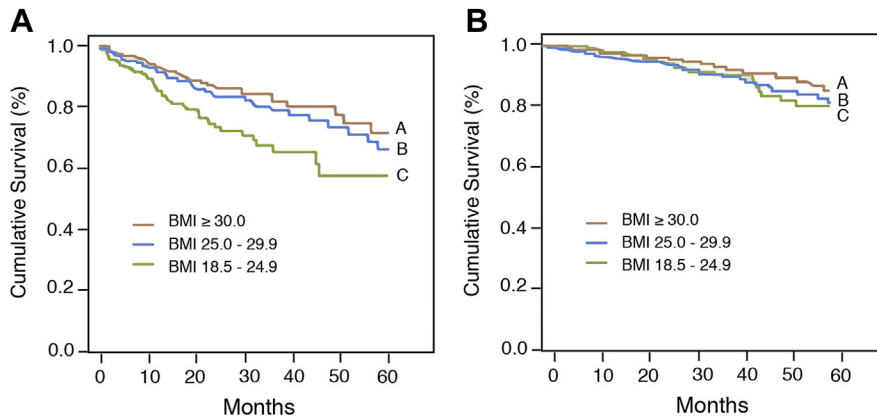 A
Cumulative Survival (%)
1.0
0.8
0.6
0.4
0.2
0.0
A
B
C
BMI ≥ 30.0
BMI 25.0 - 29.9
BMI 18.5 - 24.9
0 10 20 30 40 50 60
Months
B
Cumulative Survival (%)
1.0
0.8
0.6
0.4
0.2
0.0
A
B
C
BMI ≥ 30.0
BMI 25.0 - 29.9
BMI 18.5 - 24.9
0 10 20 30 40 50 60
Months